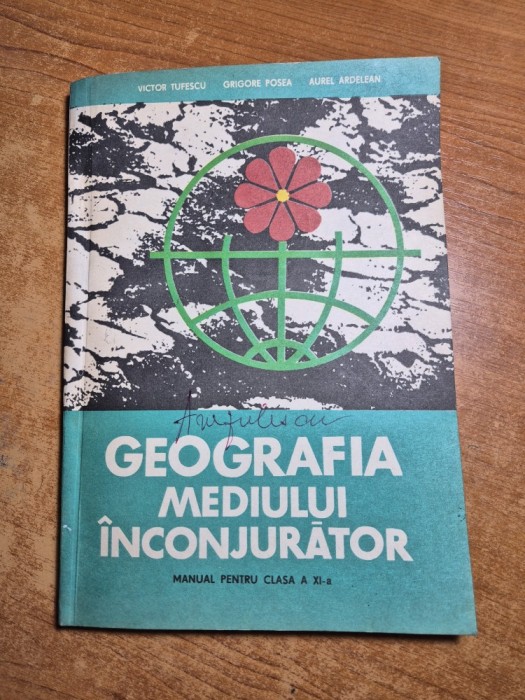 VICTOR TUFESCU GRIGORE POSEA AUREL ARDELEAN
GEOGRAFIA
MEDIULUI
ÎNCONJURĂTOR
MANUAL PENTRU CLASA A XI-a